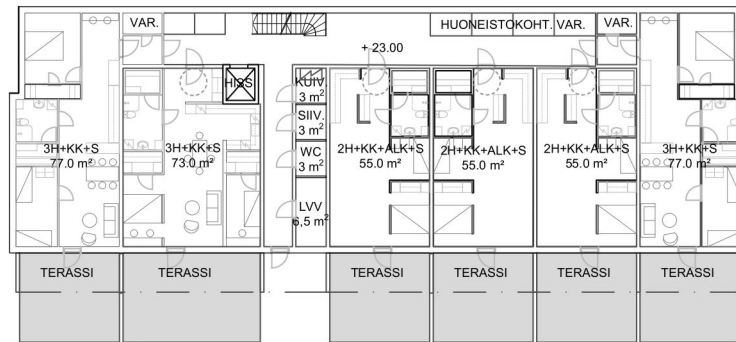 VAR.
HUONEISTOKOHT. VAR.
VAR.
+ 23.00
HISS
KUIV
3 m²
SIIV.
3 m²
WC
3 m²
LVV
6,5 m²
3H+KK+S
77.0 m²
3H+KK+S
73.0 m²
2H+KK+ALK+S
55.0 m²
2H+KK+ALK+S
55.0 m²
2H+KK+ALK+S
55.0 m²
3H+KK+S
77.0 m²
TERASSI
TERASSI
TERASSI
TERASSI
TERASSI
TERASSI